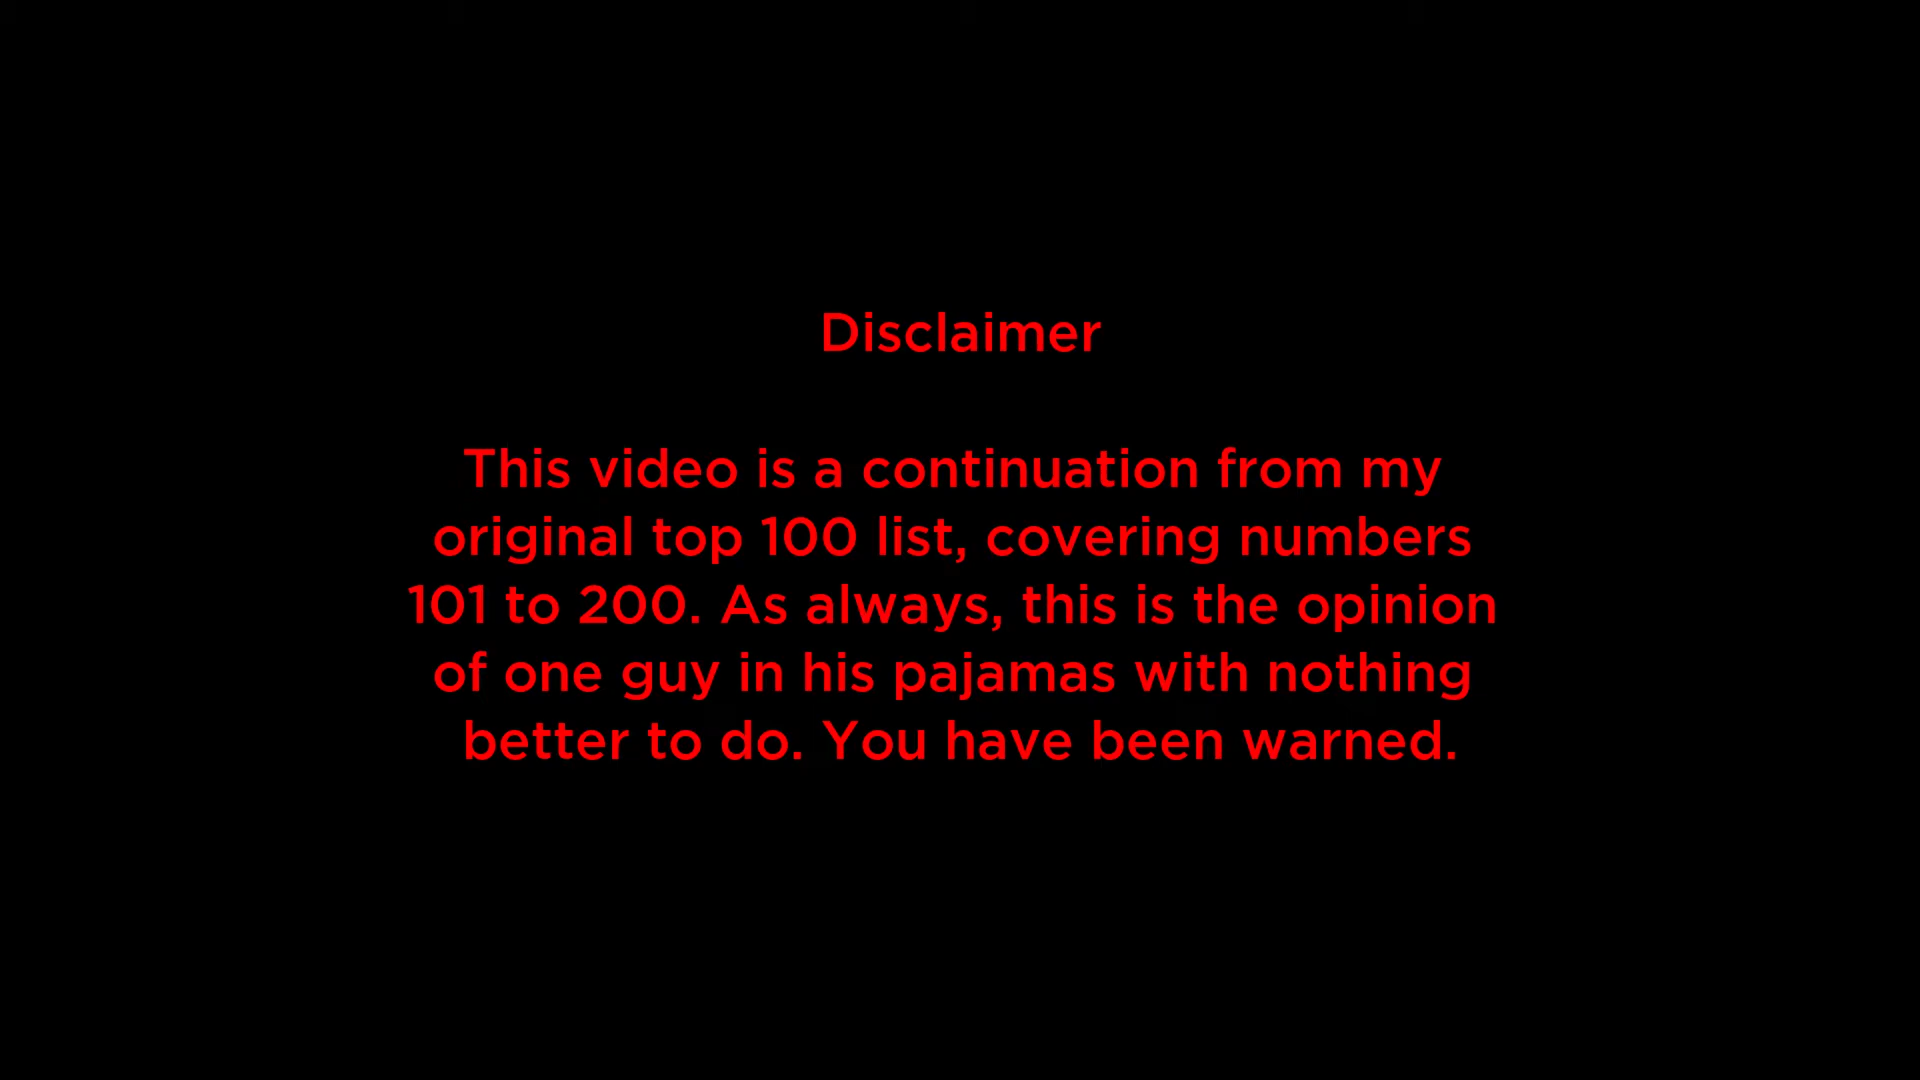 Disclaimer
This video is a continuation from my
original top 100 list, covering numbers
101 to 200. As always, this is the opinion
of one guy in his pajamas with nothing
better to do. You have been warned.